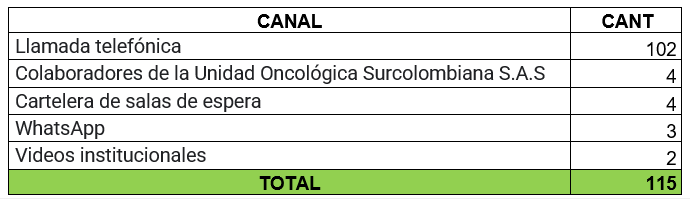 CANAL CANT
Llamada telefónica 102
Colaboradores de la Unidad Oncológica Surcolombiana S.A.S 4
Cartelera de salas de espera 4
WhatsApp 3
Videos institucionales 2
TOTAL 115